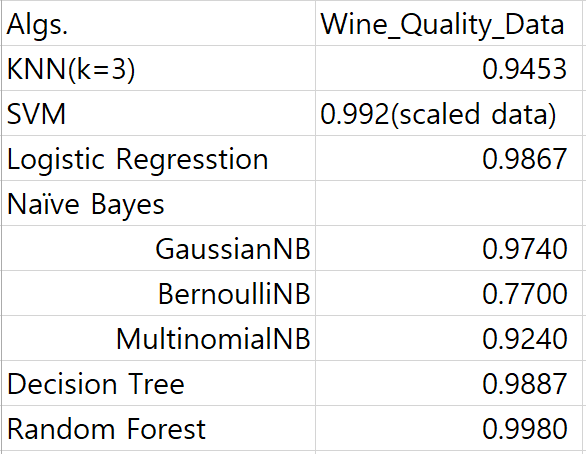 Algs. Wine_Quality_Data
KNN(k=3) 0.9453
SVM 0.992(scaled data)
Logistic Regresstion 0.9867
Naïve Bayes
GaussianNB 0.9740
BernoulliNB 0.7700
MultinomialNB 0.9240
Decision Tree 0.9887
Random Forest 0.9980